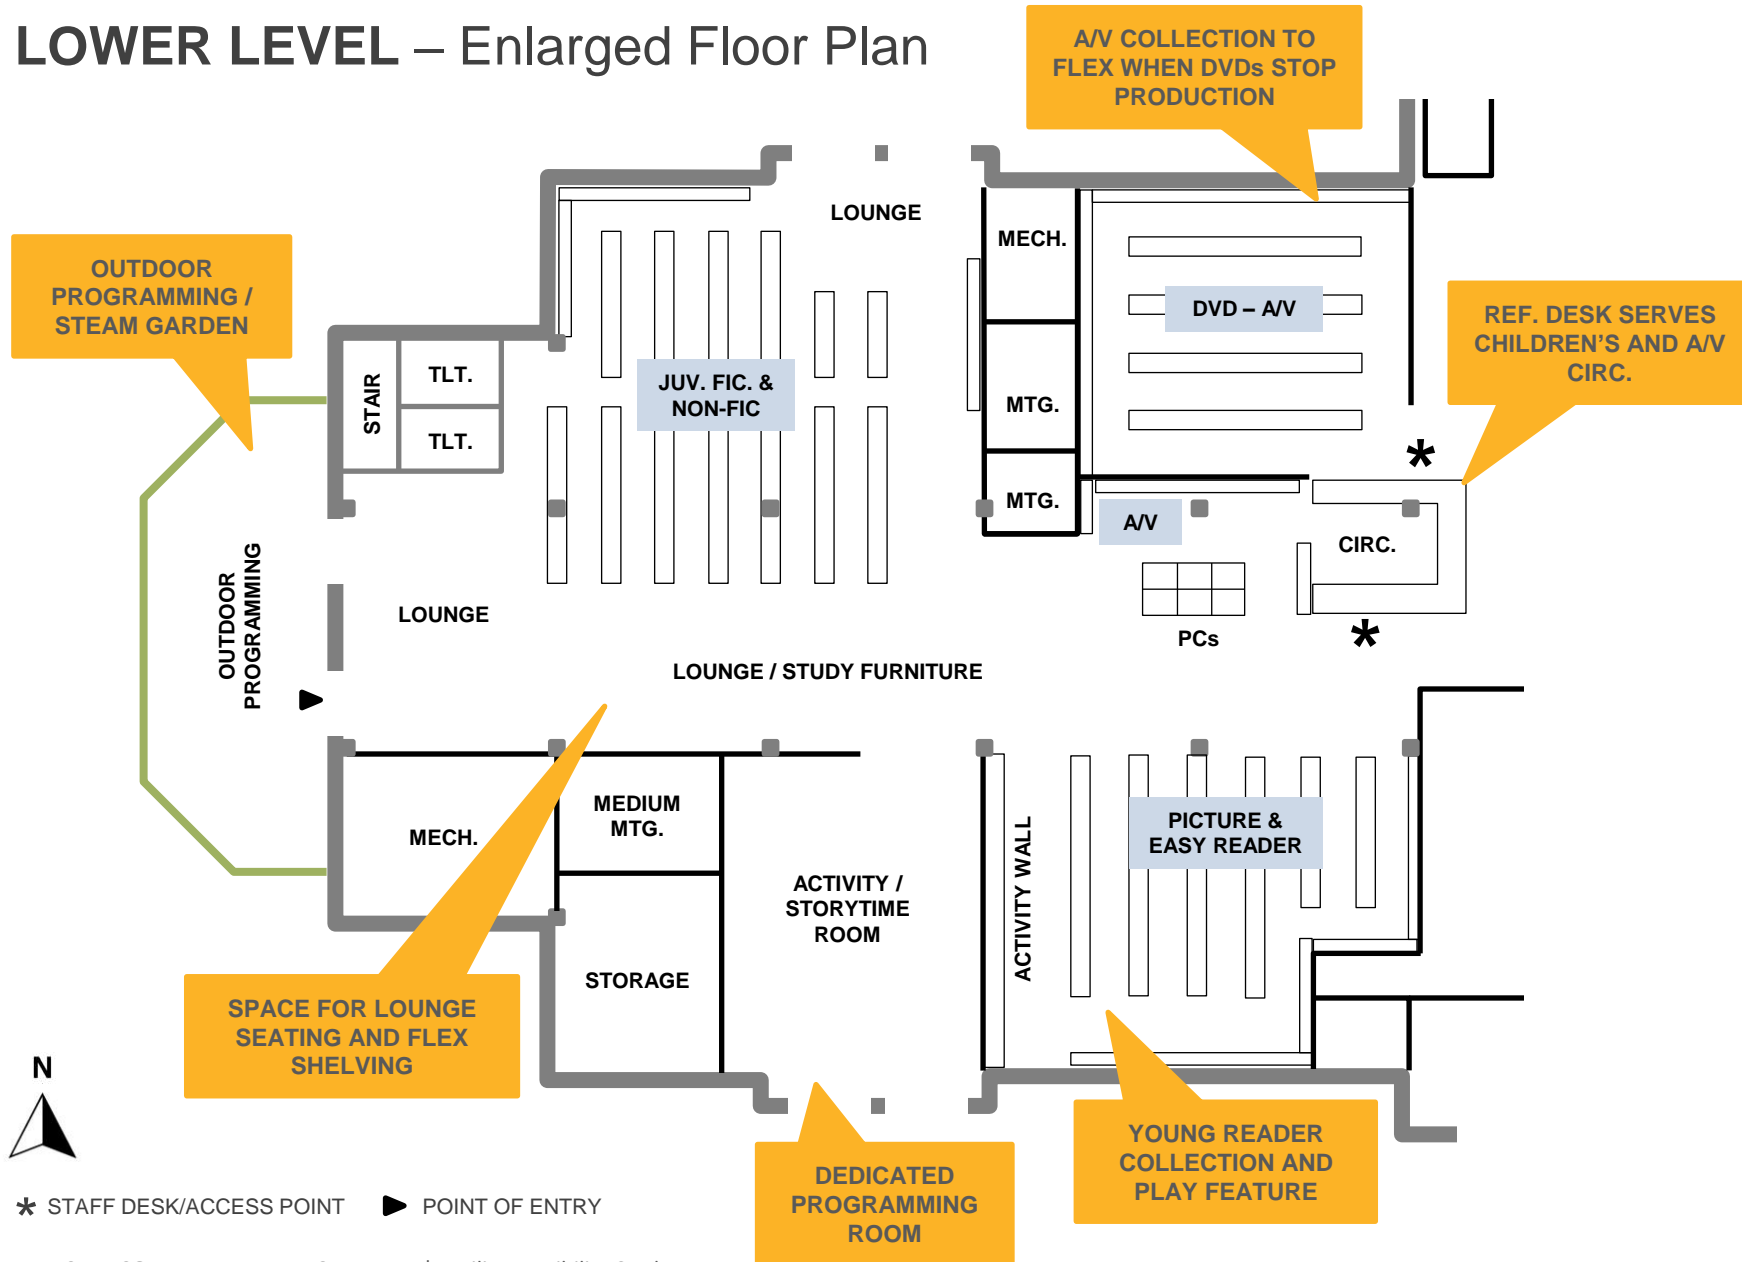 LOWER LEVEL – Enlarged Floor Plan
A/V COLLECTION TO
FLEX WHEN DVDs STOP
PRODUCTION
OUTDOOR
PROGRAMMING /
STEAM GARDEN
LOUNGE
MECH.
DVD – A/V
REF. DESK SERVES
CHILDREN'S AND A/V
CIRC.
STAIR
TLT.
TLT.
JUV. FIC. &
NON-FIC
MTG.
MTG.
A/V
CIRC.
OUTDOOR
PROGRAMMING
LOUNGE
PCs
LOUNGE / STUDY FURNITURE
MECH.
MEDIUM
MTG.
ACTIVITY /
STORYTIME
ROOM
ACTIVITY WALL
PICTURE &
EASY READER
STORAGE
SPACE FOR LOUNGE
SEATING AND FLEX
SHELVING
N
DEDICATED
PROGRAMMING
ROOM
YOUNG READER
COLLECTION AND
PLAY FEATURE
* STAFF DESK/ACCESS POINT
POINT OF ENTRY